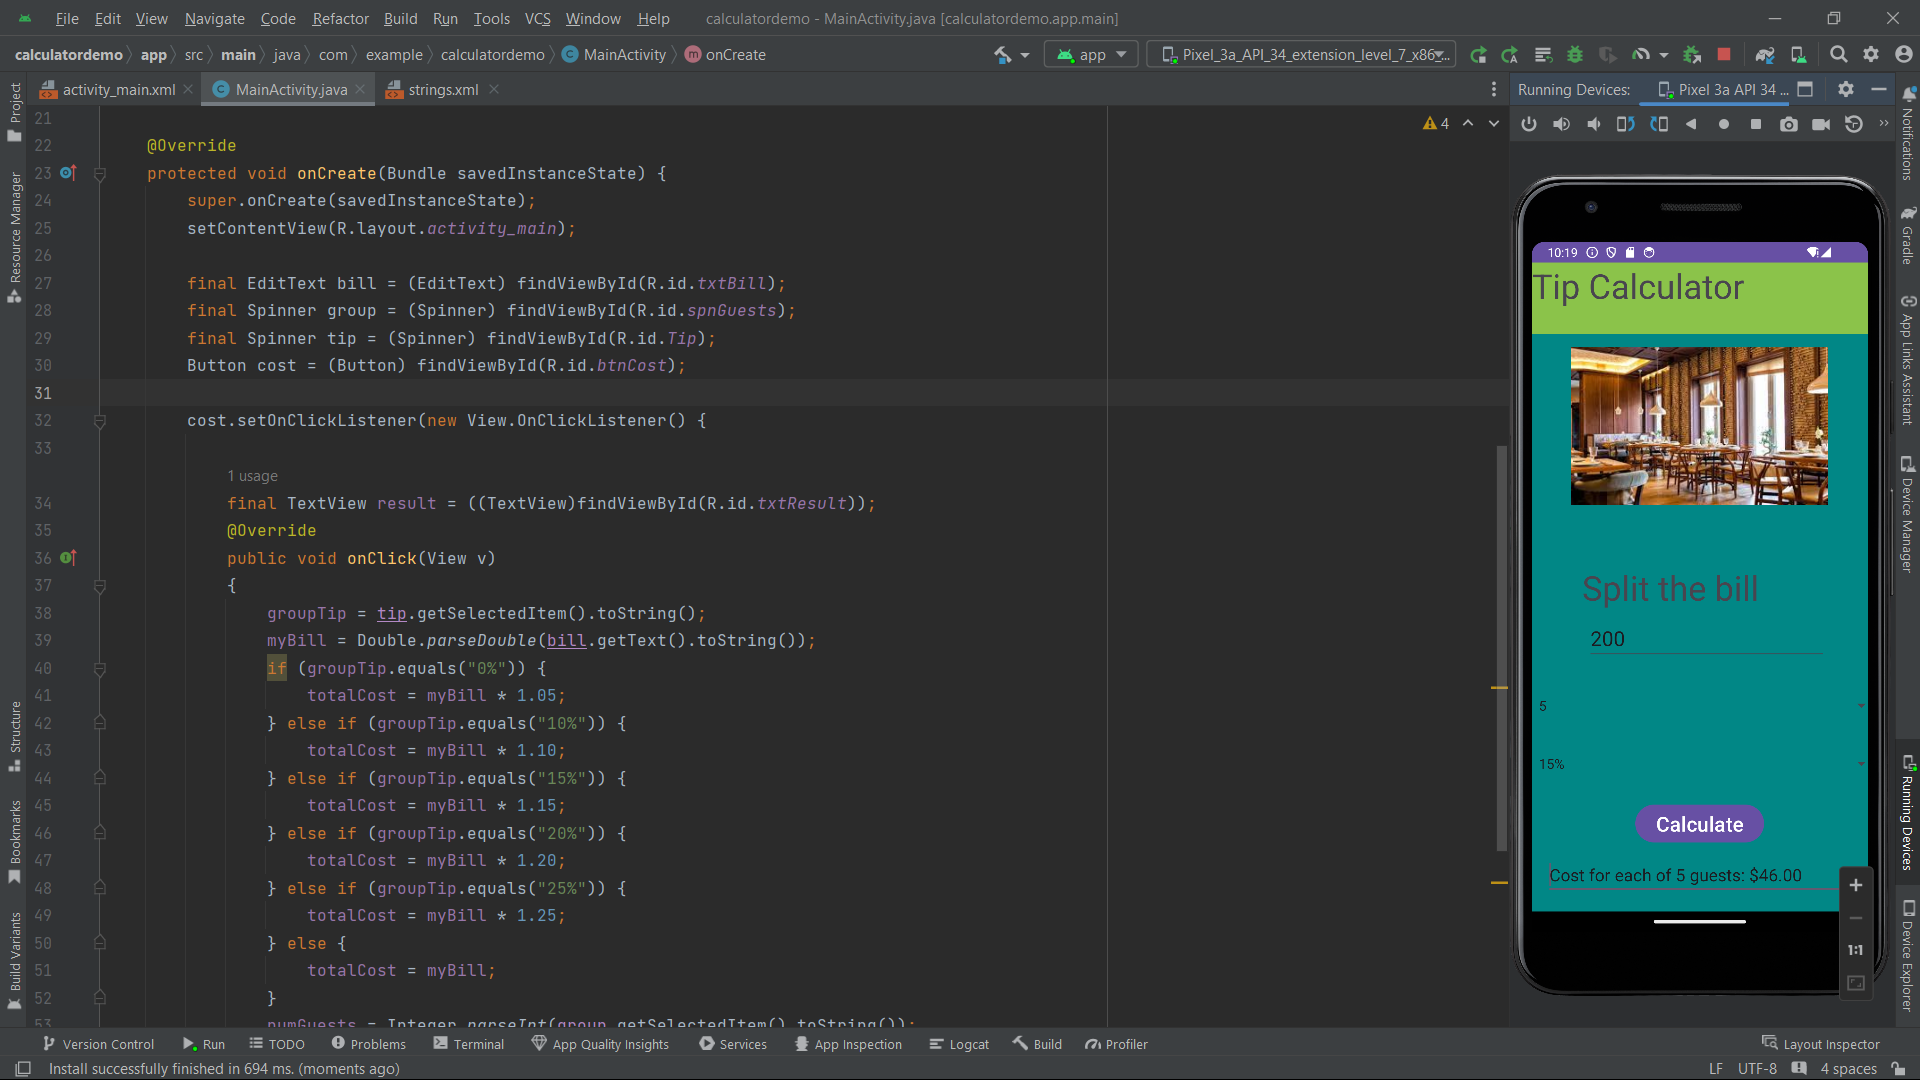 File Edit View Navigate Code Refactor Build Run Tools VCS Window Help calculatordemo - MainActivity.java [calculatordemo.app.main]
calculatordemo app src main java com example calculatordemo MainActivity onCreate app Pixel_3a_API_34_extension_level_7_x86...
activity_main.xml MainActivity.java strings.xml Running Devices: Pixel 3a API 34 ...
4
21
22 @Override
23 protected void onCreate(Bundle savedInstanceState) {
24 super.onCreate(savedInstanceState);
25 setContentView(R.layout.activity_main);
26
27 final EditText bill = (EditText) findViewById(R.id.txtBill);
28 final Spinner group = (Spinner) findViewById(R.id.spnGuests);
29 final Spinner tip = (Spinner) findViewById(R.id.Tip);
30 Button cost = (Button) findViewById(R.id.btnCost);
31
32 cost.setOnClickListener(new View.OnClickListener() {
33
1 usage
34 final TextView result = ((TextView)findViewById(R.id.txtResult));
35 @Override
36 public void onClick(View v)
37 {
38 groupTip = tip.getSelectedItem().toString();
39 myBill = Double.parseDouble(bill.getText().toString());
40 if (groupTip.equals("0%")) {
41 totalCost = myBill * 1.05;
42 } else if (groupTip.equals("10%")) {
43 totalCost = myBill * 1.10;
44 } else if (groupTip.equals("15%")) {
45 totalCost = myBill * 1.15;
46 } else if (groupTip.equals("20%")) {
47 totalCost = myBill * 1.20;
48 } else if (groupTip.equals("25%")) {
49 totalCost = myBill * 1.25;
50 } else {
51 totalCost = myBill;
52 }
53 numGuests = Integer.parseInt(group.getSelectedItem().toString());
10:19
Tip Calculator
Split the bill
200
5
15%
Calculate
Cost for each of 5 guests: $46.00
1:1
Project
Resource Manager
Structure
Bookmarks
Build Variants
Notifications
Gradle
App Links Assistant
Device Manager
Running Devices
Device Explorer
Version Control Run TODO Problems Terminal App Quality Insights Services App Inspection Logcat Build Profiler Layout Inspector
Install successfully finished in 694 ms. (moments ago) LF UTF-8 4 spaces